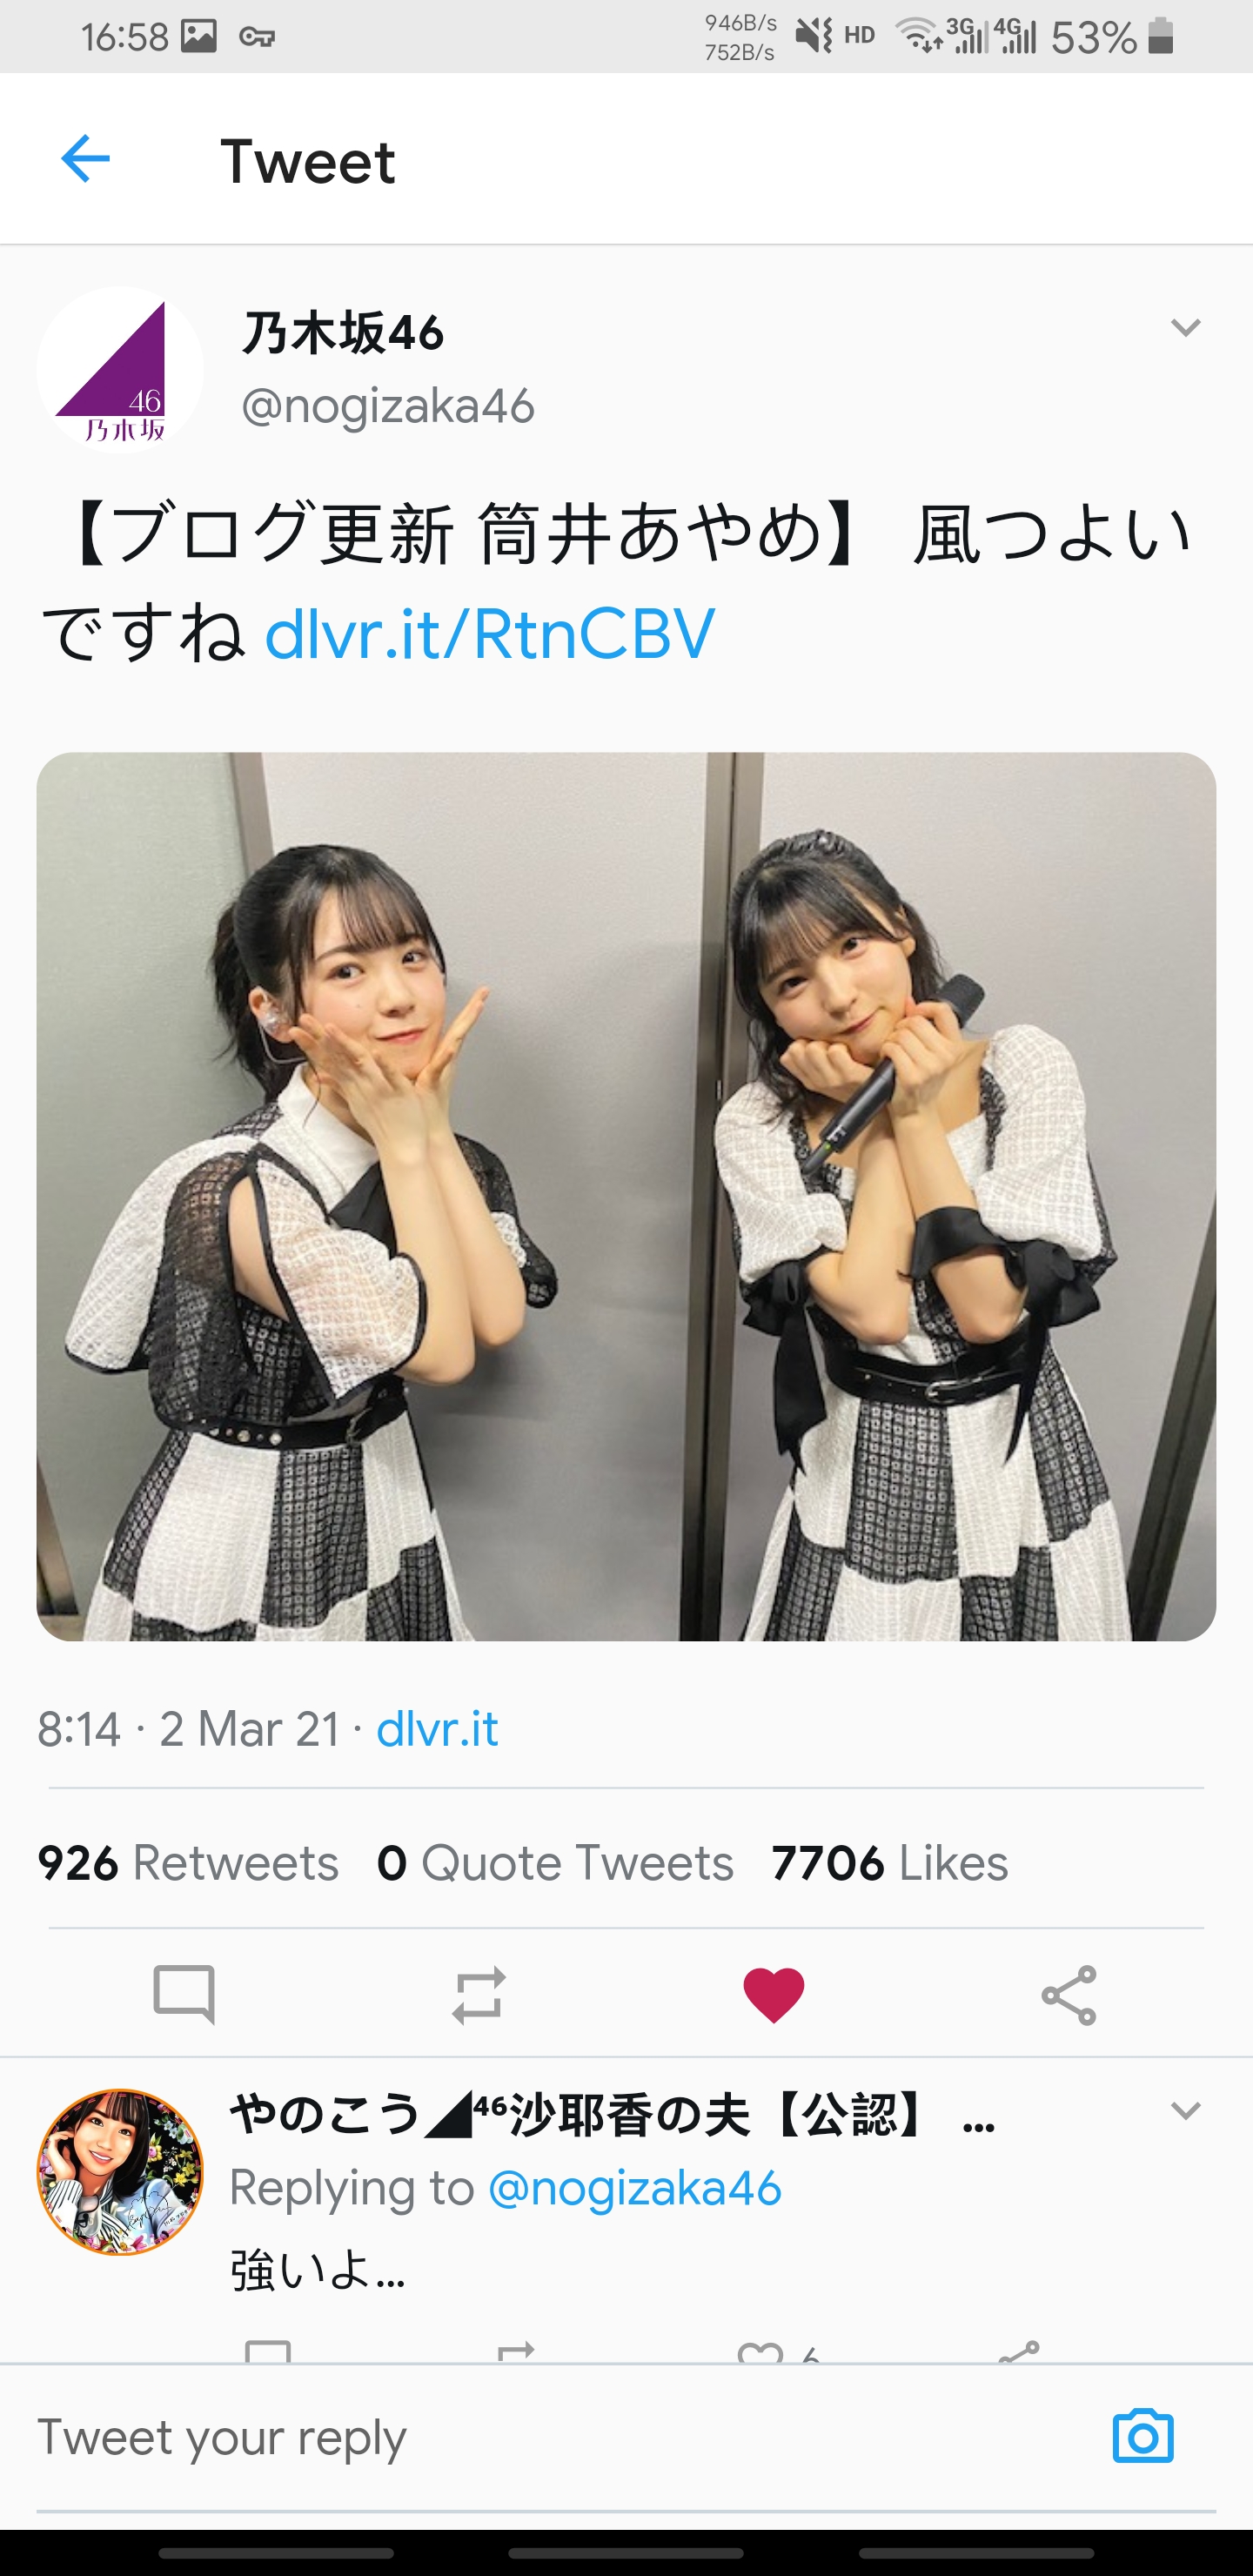 16:58
946B/s
752B/s
HD
3G
4G
53%
Tweet
46
乃木坂
乃木坂46
@nogizaka46
【ブログ更新 筒井あやめ】 風つよい
ですね dlvr.it/RtnCBV
8:14 · 2 Mar 21 · dlvr.it
926 Retweets 0 Quote Tweets 7706 Likes
やのこう◢⁴⁶沙耶香の夫【公認】 ...
Replying to @nogizaka46
強いよ...
6
Tweet your reply